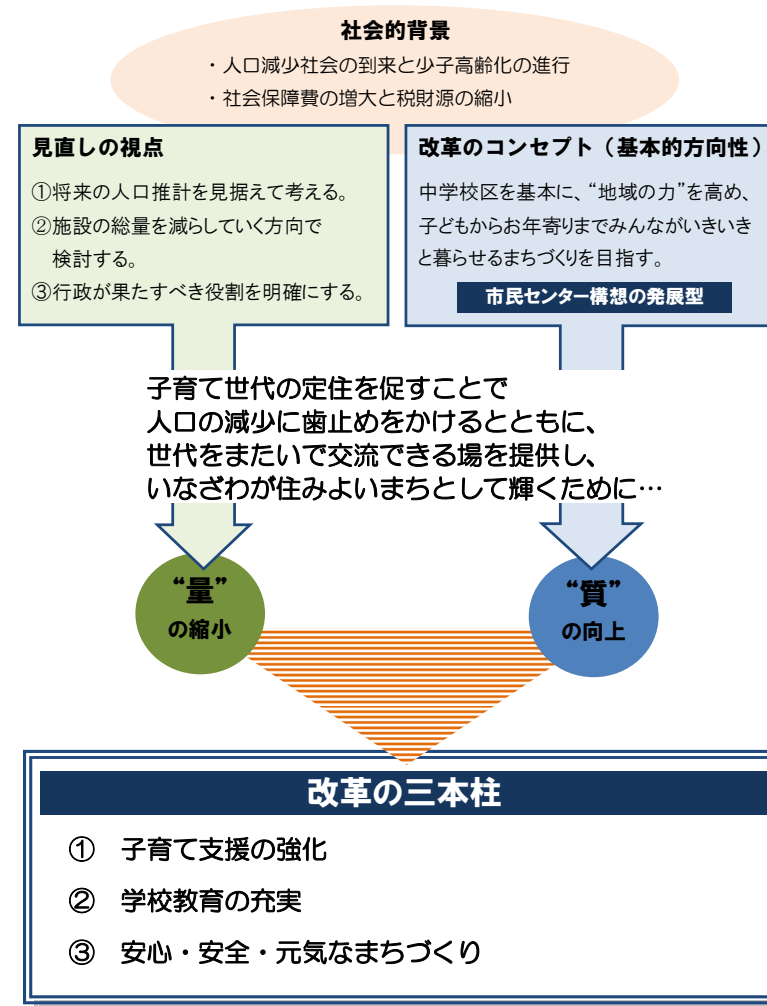 社会的背景
・人口減少社会の到来と少子高齢化の進行
・社会保障費の増大と税財源の縮小
見直しの視点
①将来の人口推計を見据えて考える。
②施設の総量を減らしていく方向で
検討する。
③行政が果たすべき役割を明確にする。
改革のコンセプト（基本的方向性）
中学校区を基本に、“地域の力”を高め、
子どもからお年寄りまでみんながいきいき
と暮らせるまちづくりを目指す。
市民センター構想の発展型
子育て世代の定住を促すことで
人口の減少に歯止めをかけるとともに、
世代をまたいで交流できる場を提供し、
いなざわが住みよいまちとして輝くために…
“量”
の縮小
“質”
の向上
改革の三本柱
①　子育て支援の強化
②　学校教育の充実
③　安心・安全・元気なまちづくり